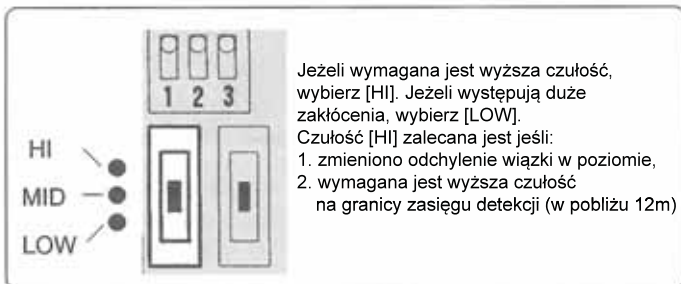 1 2 3
HI
MID
LOW
Jeżeli wymagana jest wyższa czułość,
wybierz [HI]. Jeżeli występują duże
zakłócenia, wybierz [LOW].
Czułość [HI] zalecana jest jeśli:
1. zmieniono odchylenie wiązki w poziomie,
2. wymagana jest wyższa czułość
na granicy zasięgu detekcji (w pobliżu 12m)